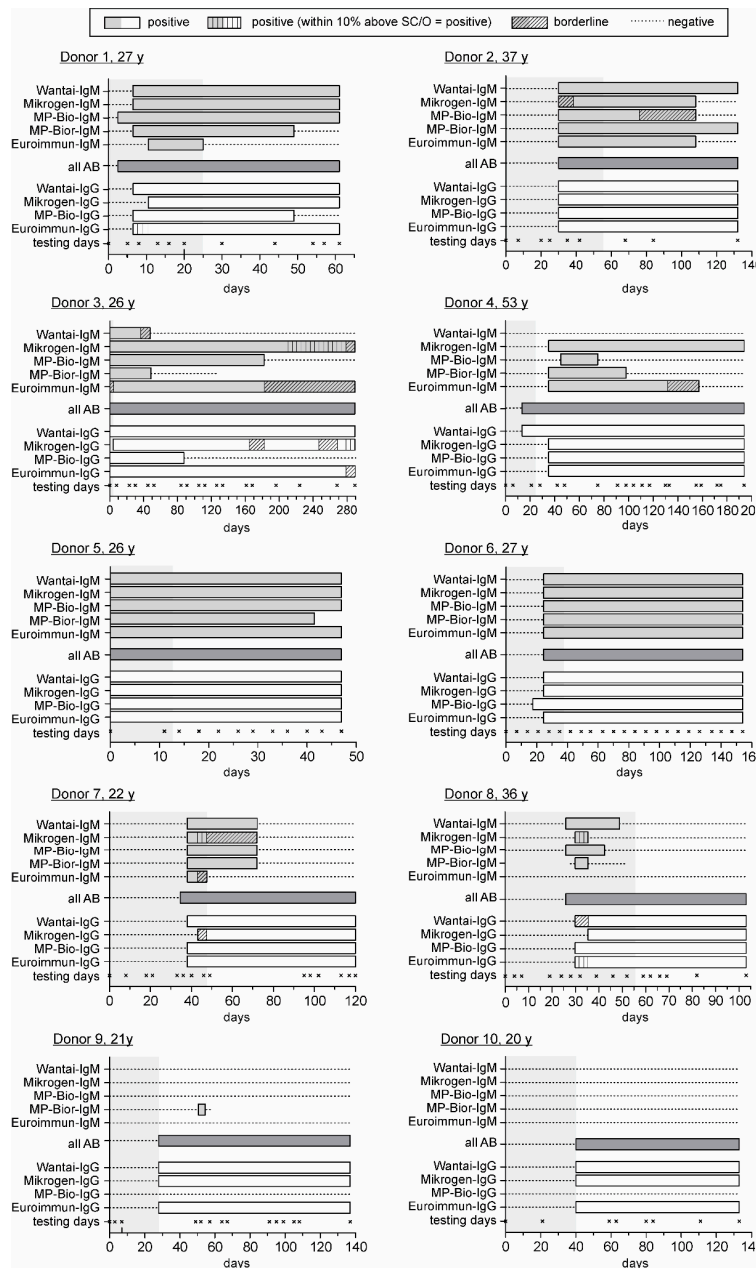 positive positive (within 10% above SC/O = positive) borderline negative
Donor 1, 27 y
Wantai-IgM
Mikrogen-IgM
MP-Bio-IgM
MP-Bior-IgM
Euroimmun-IgM
all AB
Wantai-IgG
Mikrogen-IgG
MP-Bio-IgG
Euroimmun-IgG
testing days
0 10 20 30 40 50 60
days
Donor 2, 37 y
Wantai-IgM
Mikrogen-IgM
MP-Bio-IgM
MP-Bior-IgM
Euroimmun-IgM
all AB
Wantai-IgG
Mikrogen-IgG
MP-Bio-IgG
Euroimmun-IgG
testing days
0 20 40 60 80 100 120 140
days
Donor 3, 26 y
Wantai-IgM
Mikrogen-IgM
MP-Bio-IgM
MP-Bior-IgM
Euroimmun-IgM
all AB
Wantai-IgG
Mikrogen-IgG
MP-Bio-IgG
Euroimmun-IgG
testing days
0 40 80 120 160 200 240 280
days
Donor 4, 53 y
Wantai-IgM
Mikrogen-IgM
MP-Bio-IgM
MP-Bior-IgM
Euroimmun-IgM
all AB
Wantai-IgG
Mikrogen-IgG
MP-Bio-IgG
Euroimmun-IgG
testing days
0 20 40 60 80 100 120 140 160 180 200
days
Donor 5, 26 y
Wantai-IgM
Mikrogen-IgM
MP-Bio-IgM
MP-Bior-IgM
Euroimmun-IgM
all AB
Wantai-IgG
Mikrogen-IgG
MP-Bio-IgG
Euroimmun-IgG
testing days
0 10 20 30 40 50
days
Donor 6, 27 y
Wantai-IgM
Mikrogen-IgM
MP-Bio-IgM
MP-Bior-IgM
Euroimmun-IgM
all AB
Wantai-IgG
Mikrogen-IgG
MP-Bio-IgG
Euroimmun-IgG
testing days
0 20 40 60 80 100 120 140 160
days
Donor 7, 22 y
Wantai-IgM
Mikrogen-IgM
MP-Bio-IgM
MP-Bior-IgM
Euroimmun-IgM
all AB
Wantai-IgG
Mikrogen-IgG
MP-Bio-IgG
Euroimmun-IgG
testing days
0 20 40 60 80 100 120
days
Donor 8, 36 y
Wantai-IgM
Mikrogen-IgM
MP-Bio-IgM
MP-Bior-IgM
Euroimmun-IgM
all AB
Wantai-IgG
Mikrogen-IgG
MP-Bio-IgG
Euroimmun-IgG
testing days
0 10 20 30 40 50 60 70 80 90 100
days
Donor 9, 21y
Wantai-IgM
Mikrogen-IgM
MP-Bio-IgM
MP-Bior-IgM
Euroimmun-IgM
all AB
Wantai-IgG
Mikrogen-IgG
MP-Bio-IgG
Euroimmun-IgG
testing days
0 20 40 60 80 100 120 140
days
Donor 10, 20 y
Wantai-IgM
Mikrogen-IgM
MP-Bio-IgM
MP-Bior-IgM
Euroimmun-IgM
all AB
Wantai-IgG
Mikrogen-IgG
MP-Bio-IgG
Euroimmun-IgG
testing days
0 20 40 60 80 100 120 140
days